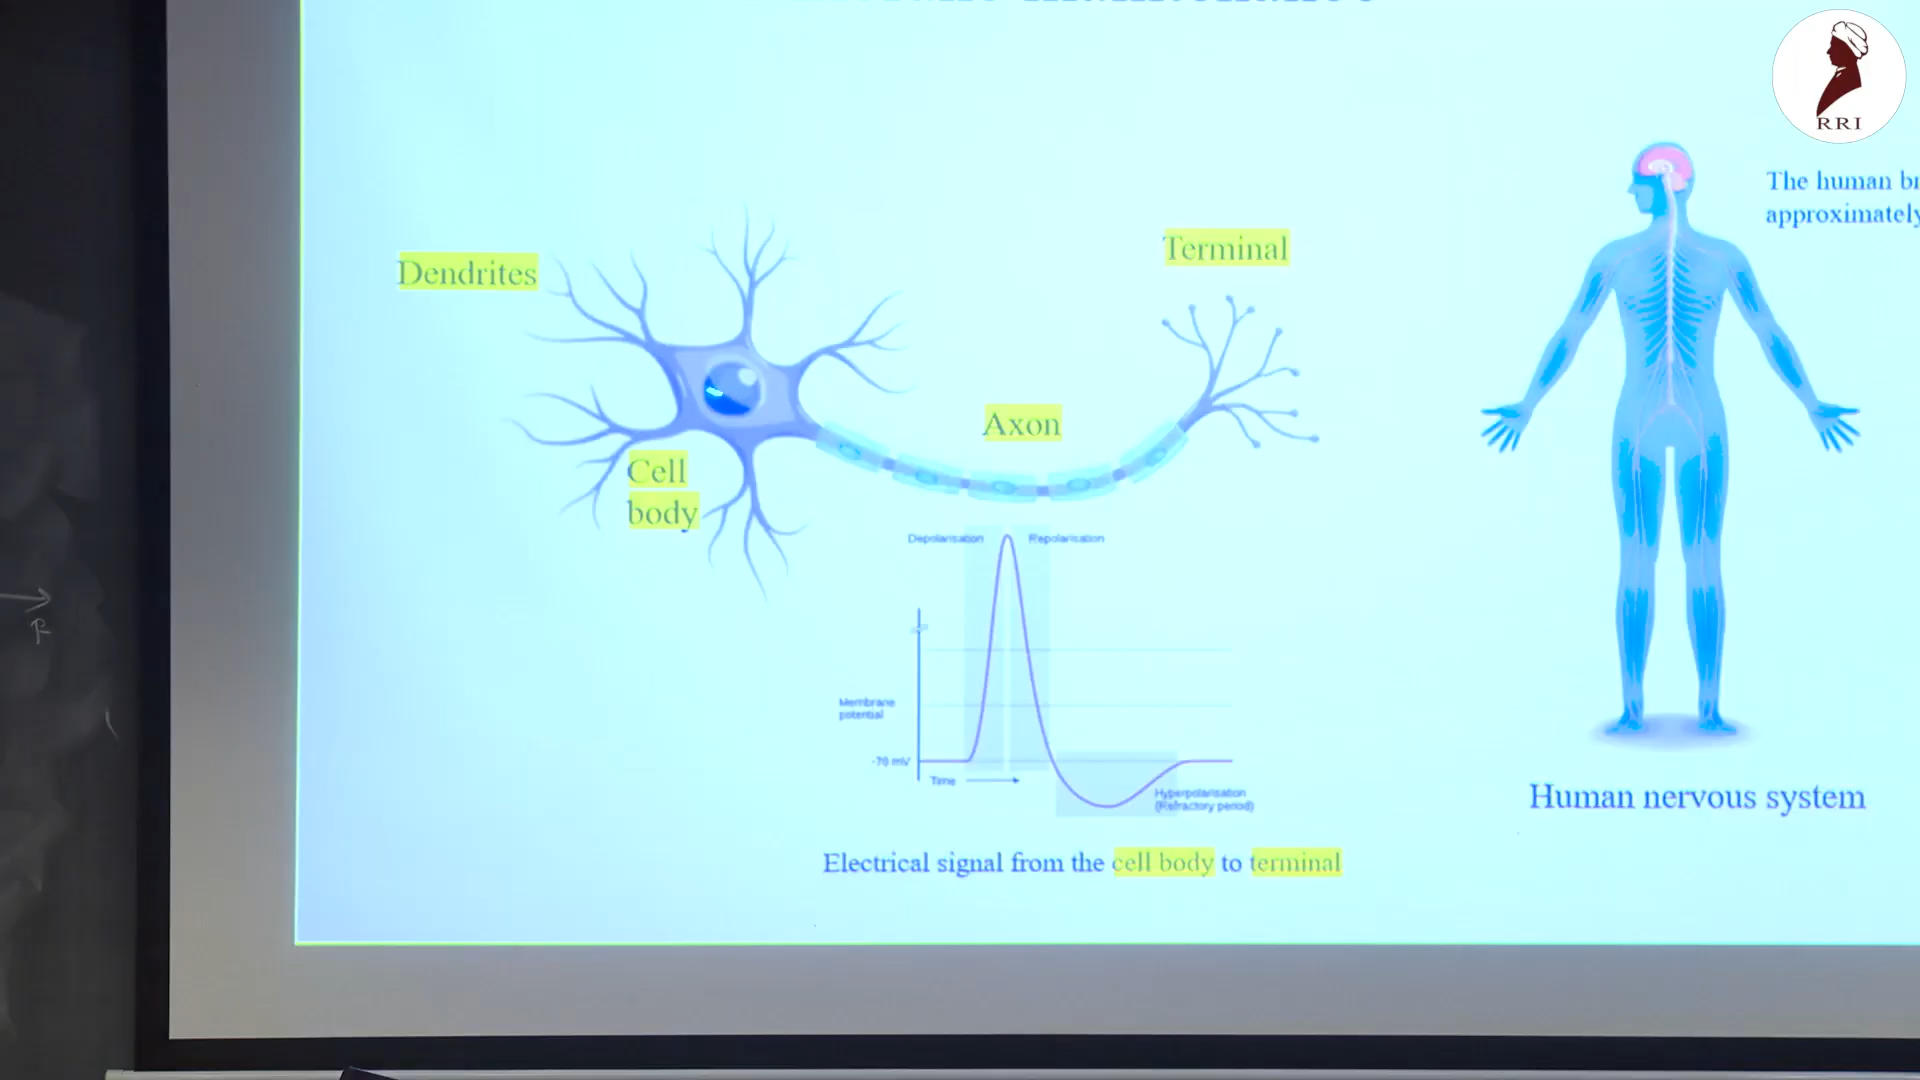 RRI
The human
approximately
Dendrites
Terminal
Axon
Cell
body
Depolarisation
Repolarisation
Membrane
potential
-70 mV
Time
Hyperpolarisation
(Refractory period)
Human nervous system
Electrical signal from the cell body to terminal